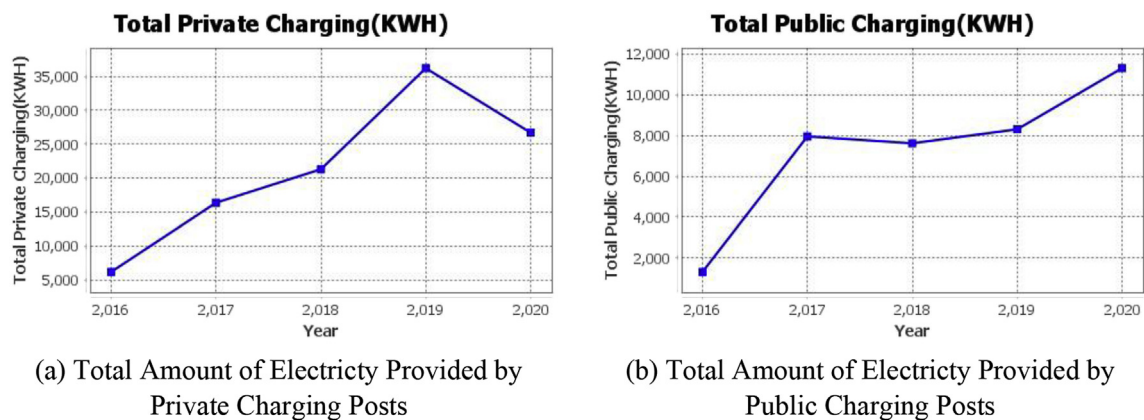 Total Private Charging(KWH)
Total Private Charging(KWH)
35,000
30,000
25,000
20,000
15,000
10,000
5,000
2,016 2,017 2,018 2,019 2,020
Year
(a) Total Amount of Electricty Provided by
Private Charging Posts
Total Public Charging(KWH)
Total Public Charging(KWH)
12,000
10,000
8,000
6,000
4,000
2,000
2,016 2,017 2,018 2,019 2,020
Year
(b) Total Amount of Electricty Provided by
Public Charging Posts